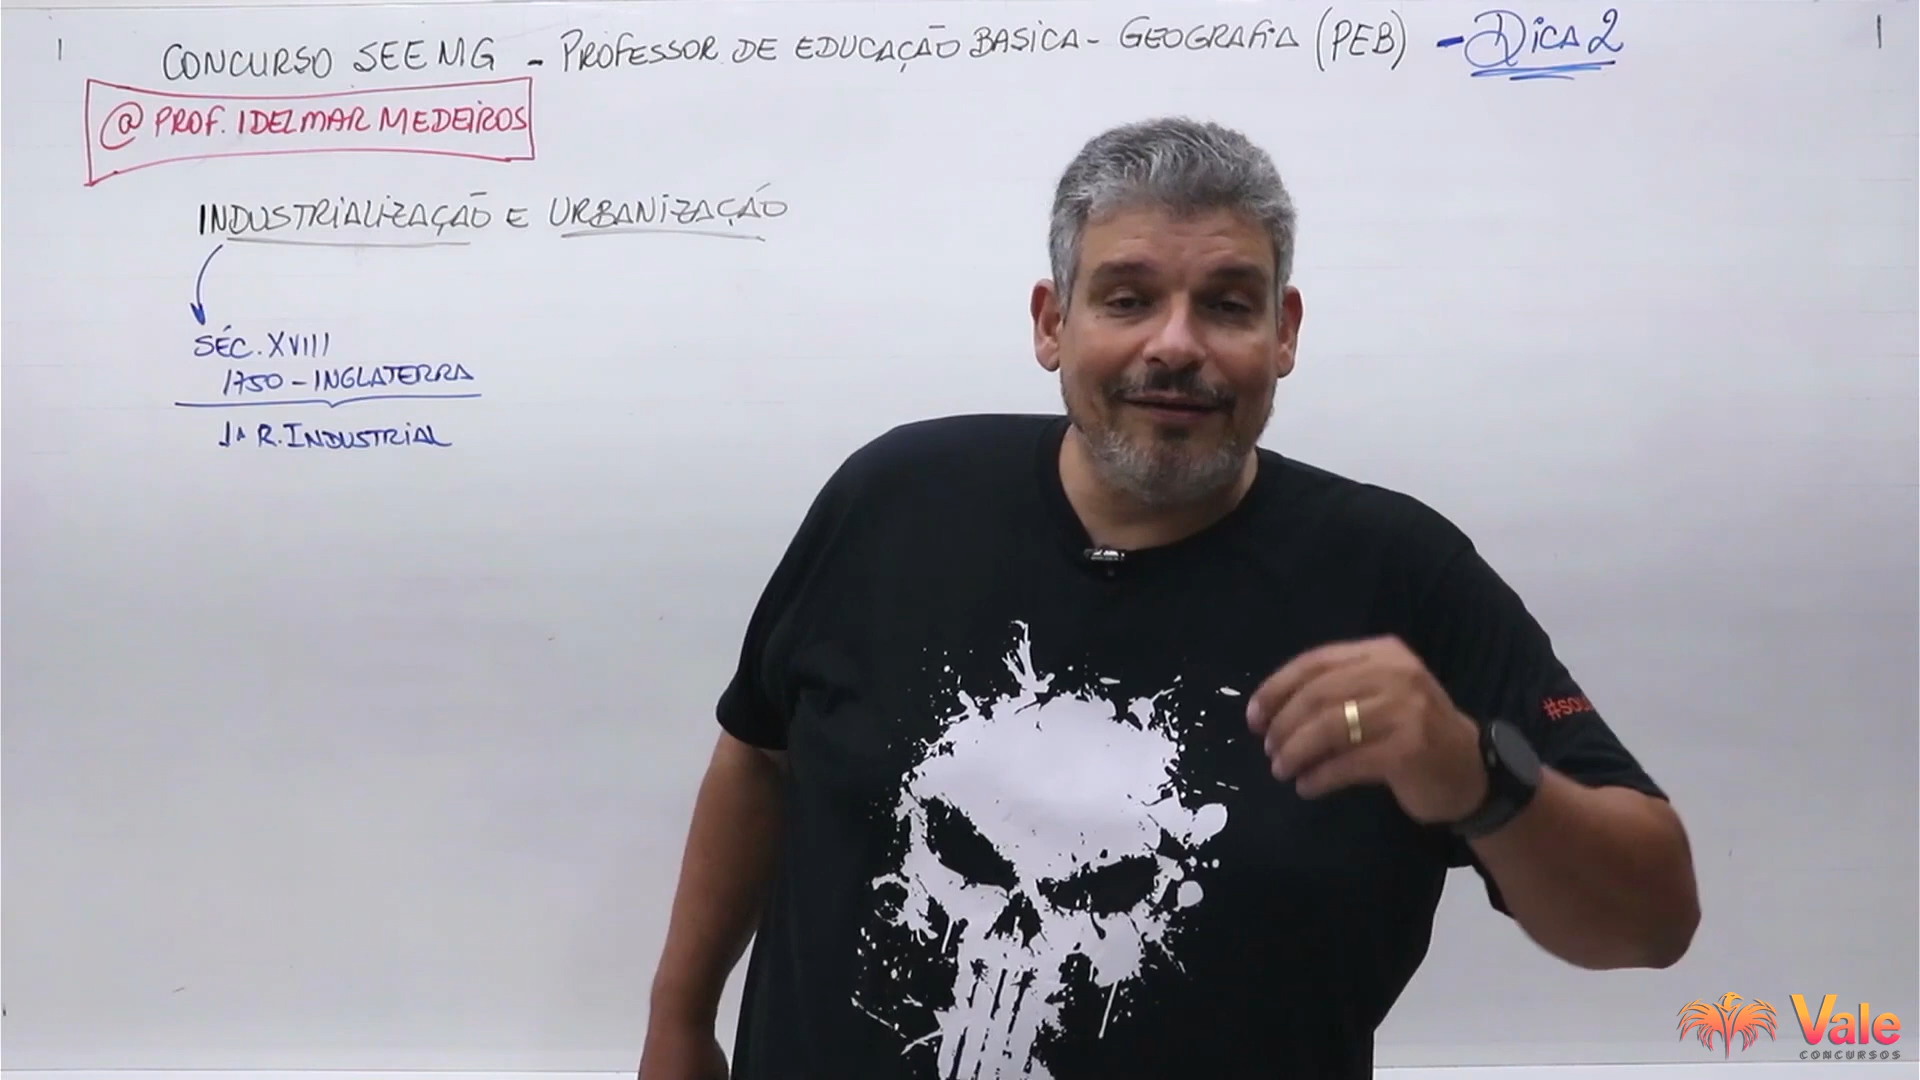 CONCURSO SEE MG - PROFESSOR DE EDUCAÇÃO BASICA - GEOGRAFIA (PEB) - DICA 2
@ PROF. IDELMAR MEDEIROS
INDUSTRIALIZAÇÃO E URBANIZAÇÃO
SÉC. XVIII
1750 - INGLATERRA
1ª R. INDUSTRIAL
Vale
CONCURSOS